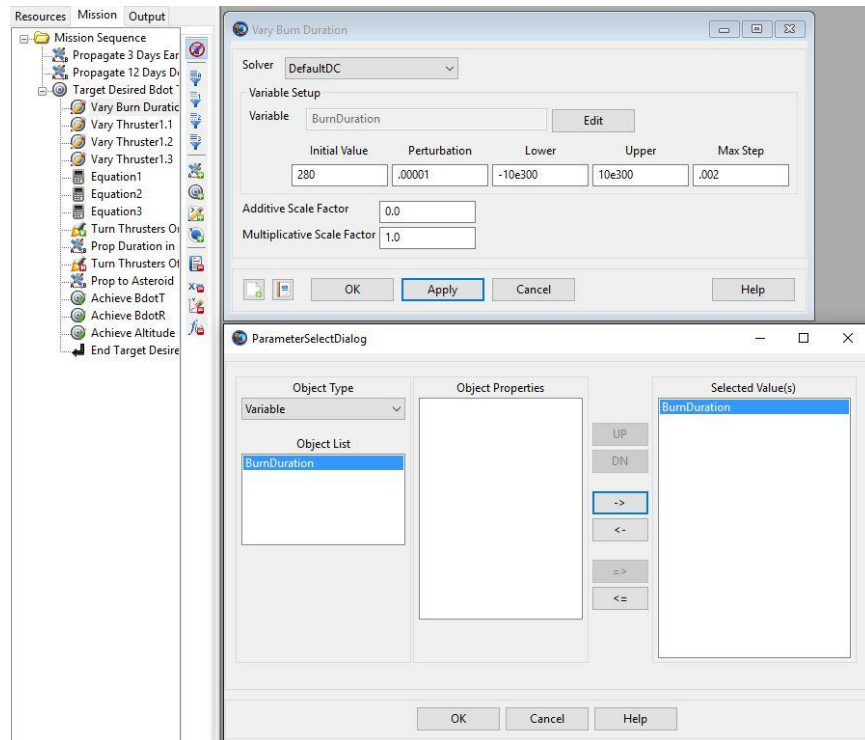 Resources Mission Output
Mission Sequence
Propagate 3 Days Ear
Propagate 12 Days D
Target Desired Bdot
Vary Burn Duratic
Vary Thruster1.1
Vary Thruster1.2
Vary Thruster1.3
Equation1
Equation2
Equation3
Turn Thrusters O
Prop Duration in
Turn Thrusters Of
Prop to Asteroid
Achieve BdotT
Achieve BdotR
Achieve Altitude
End Target Desire
Vary Burn Duration
Solver DefaultDC
Variable Setup
Variable BurnDuration Edit
Initial Value Perturbation Lower Upper Max Step
280 .00001 -10e300 10e300 .002
Additive Scale Factor 0.0
Multiplicative Scale Factor 1.0
OK Apply Cancel Help
ParameterSelectDialog
Object Type Object Properties Selected Value(s)
Variable BurnDuration
Object List
BurnDuration
UP
DN
->
<-
=>
<=
OK Cancel Help